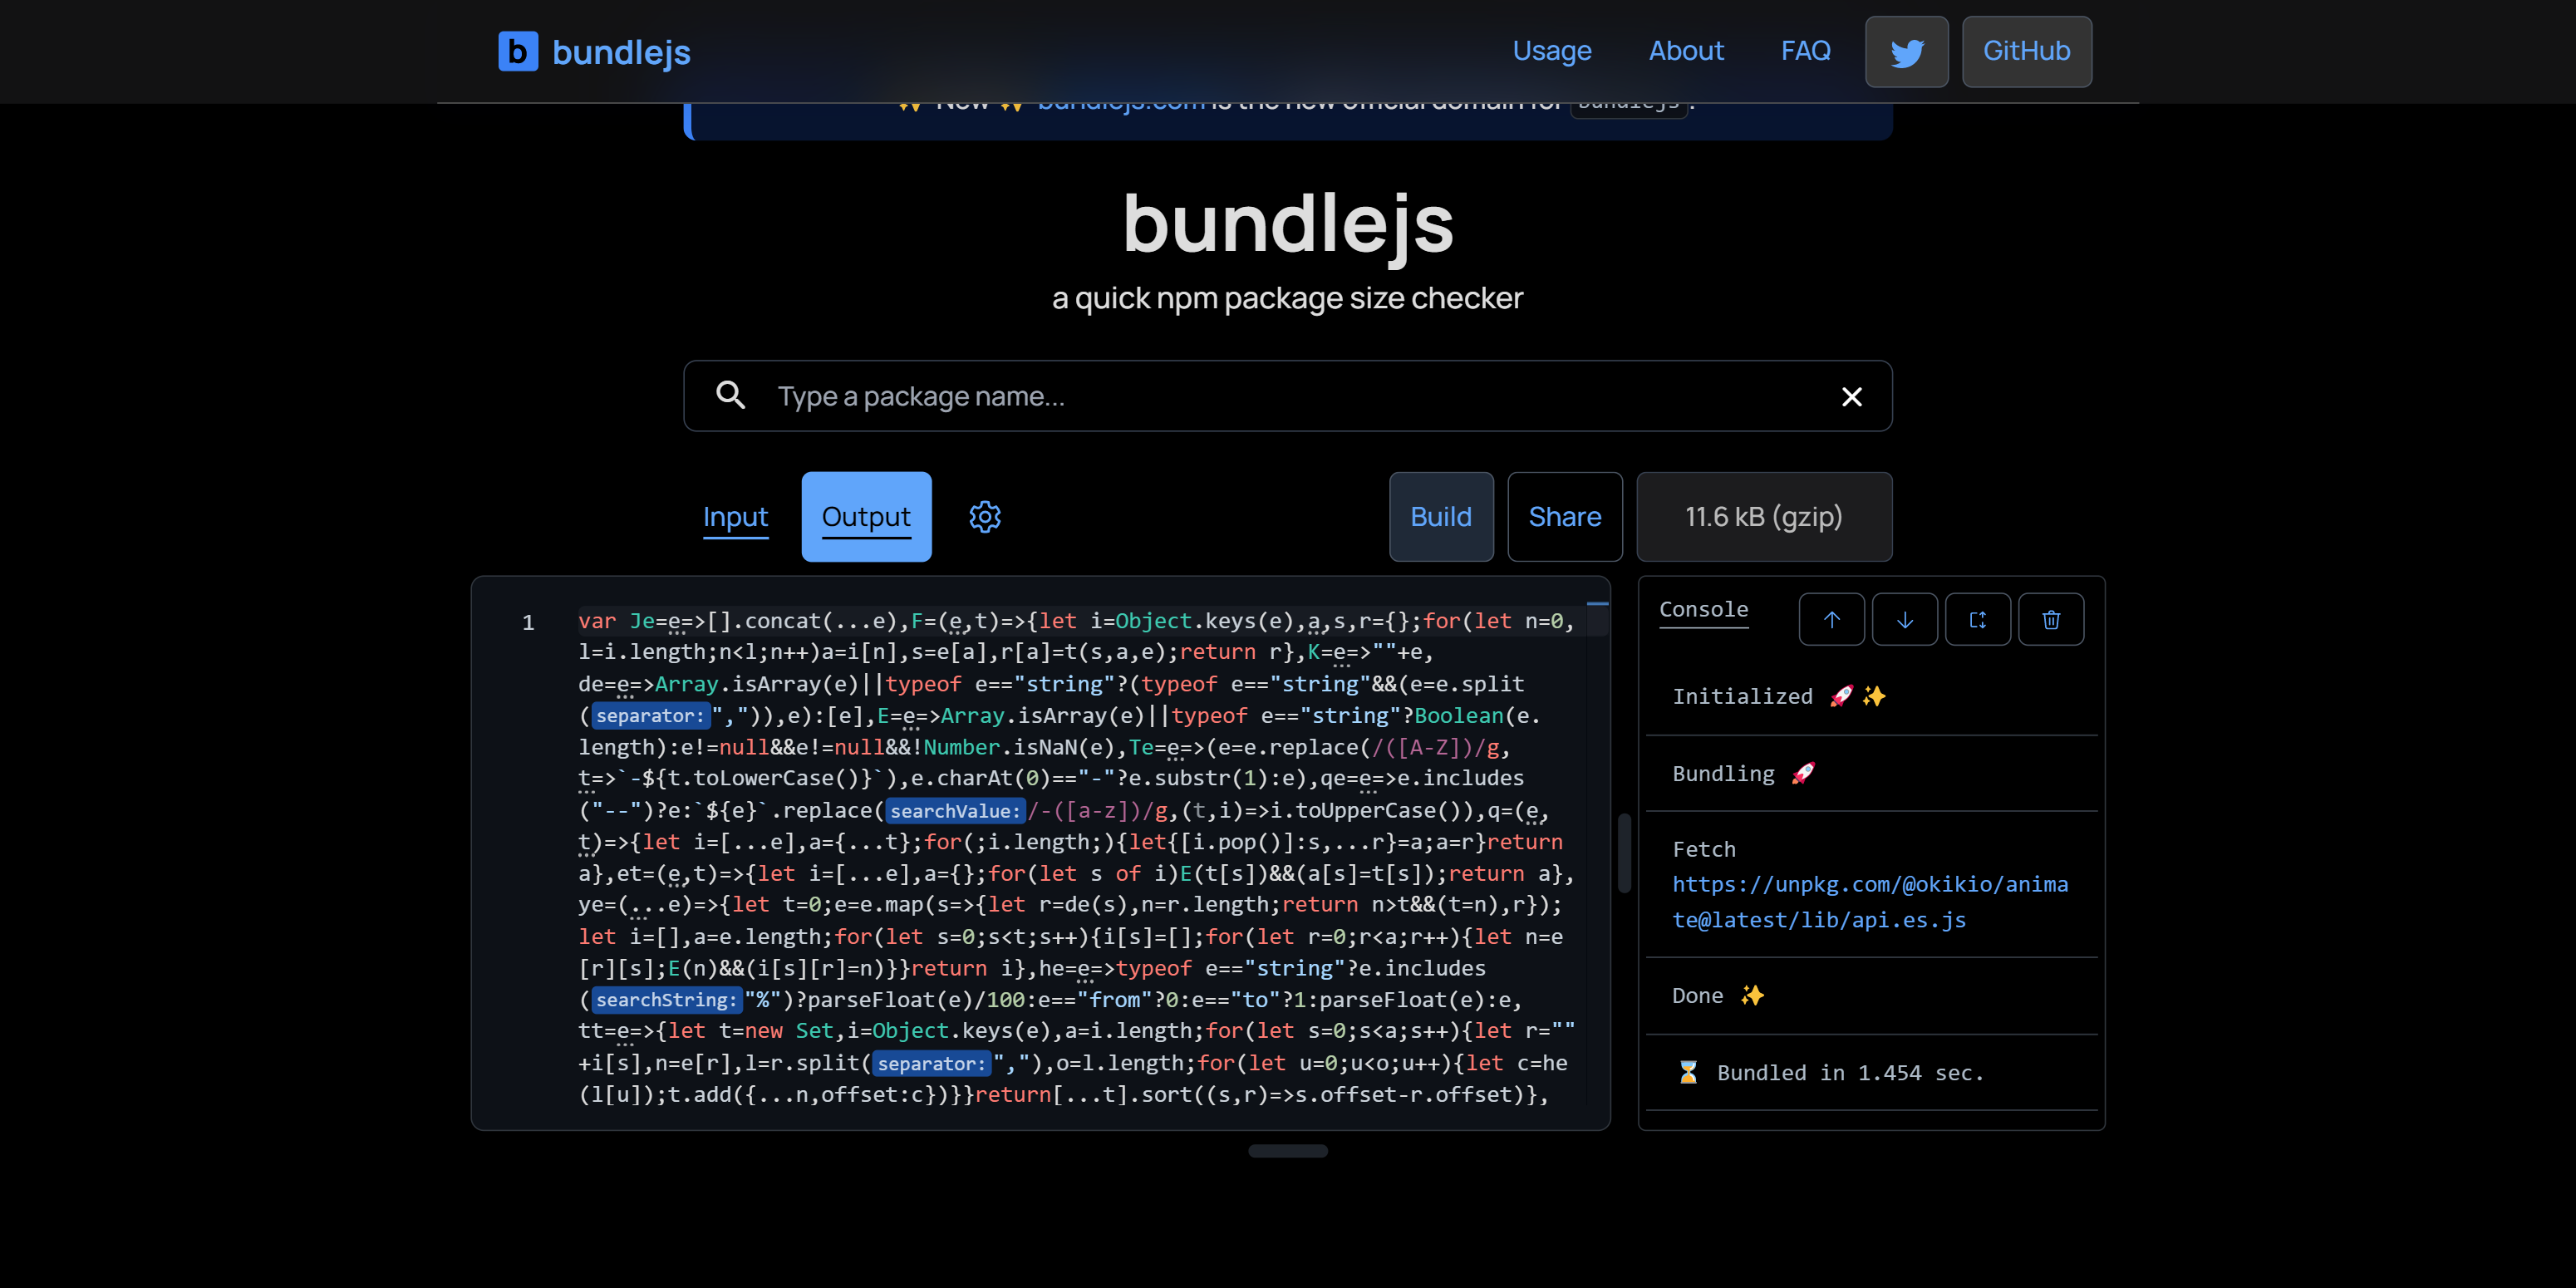 b bundlejs
Usage About FAQ GitHub
✨ New ✨ bundlejs.com is the new official domain for bundlejs.
bundlejs
a quick npm package size checker
Type a package name...
Input Output Build Share 11.6 kB (gzip)
1
var Je=e=>[].concat(...e),F=(e,t)=>{let i=Object.keys(e),a,s,r={};for(let n=0,
l=i.length;n<l;n++)a=i[n],s=e[a],r[a]=t(s,a,e);return r},K=e=>""+e,
de=e=>Array.isArray(e)||typeof e=="string"?(typeof e=="string"&&(e=e.split
(separator:",")),e):[e],E=e=>Array.isArray(e)||typeof e=="string"?Boolean(e.
length):e!=null&&e!=null&&!Number.isNaN(e),Te=e=>(e=e.replace(/([A-Z])/g,
t=>`-${t.toLowerCase()}`),e.charAt(0)=="-"?e.substr(1):e),qe=e=>e.includes
("--")?e:`${e}`.replace(searchValue:/-([a-z])/g,(t,i)=>i.toUpperCase()),q=(e,
t)=>{let i=[...e],a={...t};for(;i.length;){let{[i.pop()]:s,...r}=a;a=r}return
a},et=(e,t)=>{let i=[...e],a={};for(let s of i)E(t[s])&&(a[s]=t[s]);return a},
ye=(...e)=>{let t=0;e=e.map(s=>{let r=de(s),n=r.length;return n>t&&(t=n),r});
let i=[],a=e.length;for(let s=0;s<t;s++){i[s]=[];for(let r=0;r<a;r++){let n=e
[r][s];E(n)&&(i[s][r]=n)}}return i},he=e=>typeof e=="string"?e.includes
(searchString:"%")?parseFloat(e)/100:e=="from"?0:e=="to"?1:parseFloat(e):e,
tt=e=>{let t=new Set,i=Object.keys(e),a=i.length;for(let s=0;s<a;s++){let r=""
+i[s],n=e[r],l=r.split(separator:","),o=l.length;for(let u=0;u<o;u++){let c=he
(l[u]);t.add({...n,offset:c})}}return[...t].sort((s,r)=>s.offset-r.offset)},
Console
Initialized 🚀✨
Bundling 🚀
Fetch
https://unpkg.com/@okikio/anima
te@latest/lib/api.es.js
Done ✨
⏳ Bundled in 1.454 sec.